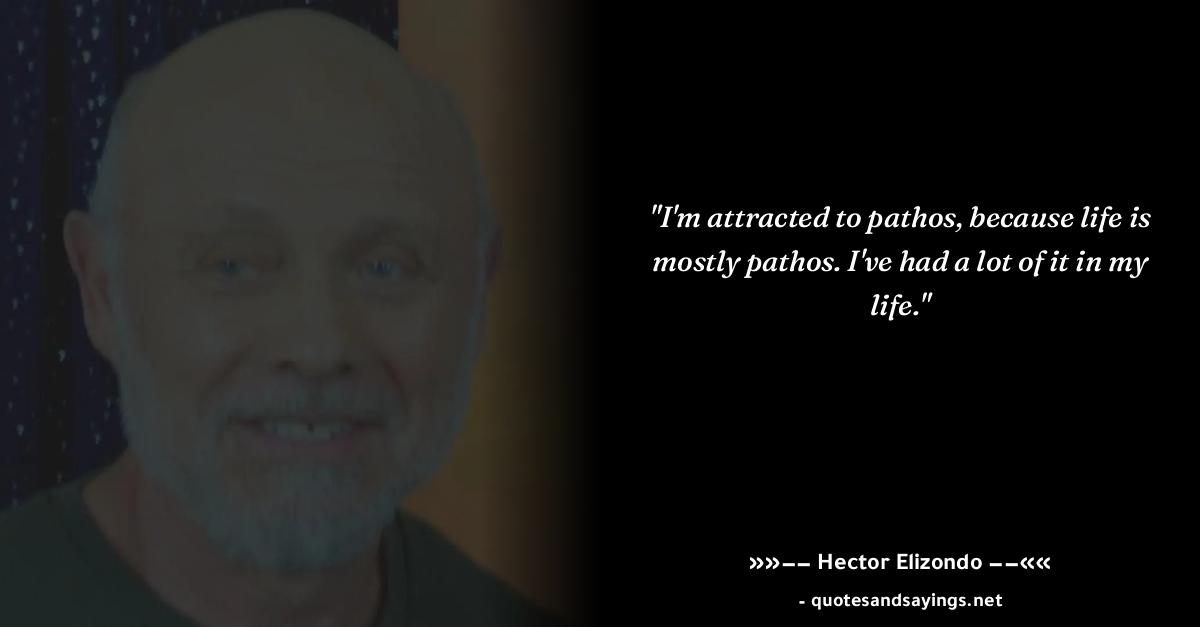 "I'm attracted to pathos, because life is
mostly pathos. I've had a lot of it in my
life."
»»–– Hector Elizondo ––««
- quotesandsayings.net